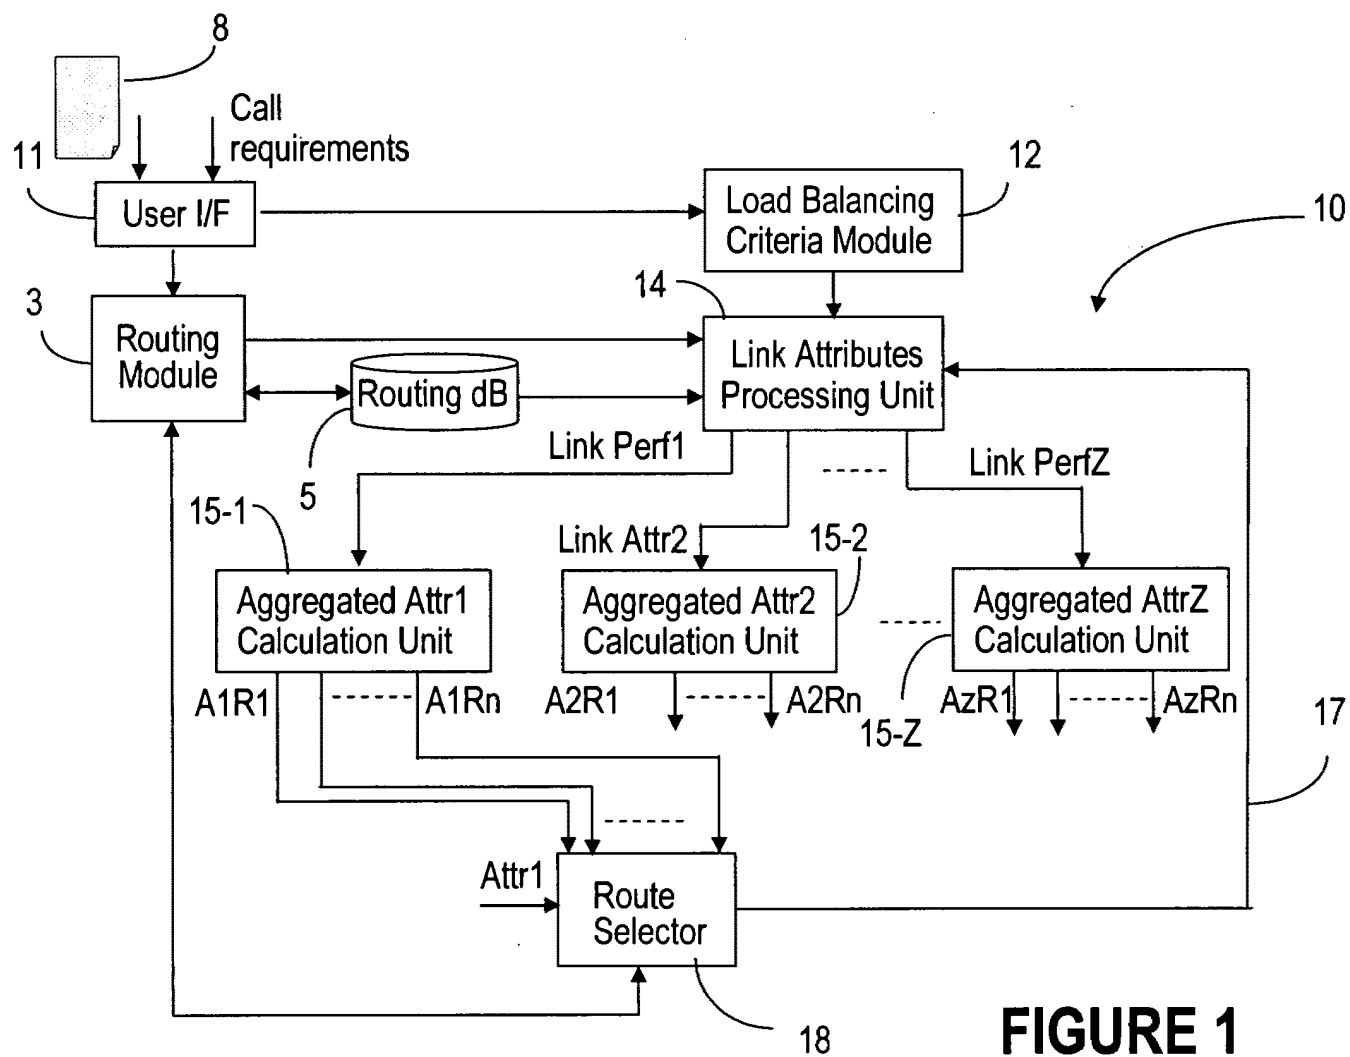 8
Call
requirements
11
User I/F
12
Load Balancing
Criteria Module
10
3
Routing
Module
14
Link Attributes
Processing Unit
Routing dB
5
Link Perf1
Link PerfZ
15-1
Link Attr2
15-2
Aggregated Attr1
Calculation Unit
Aggregated Attr2
Calculation Unit
Aggregated AttrZ
Calculation Unit
A1R1
A1Rn
A2R1
A2Rn
15-Z
AzR1
AzRn
17
Attr1
Route
Selector
18
FIGURE 1